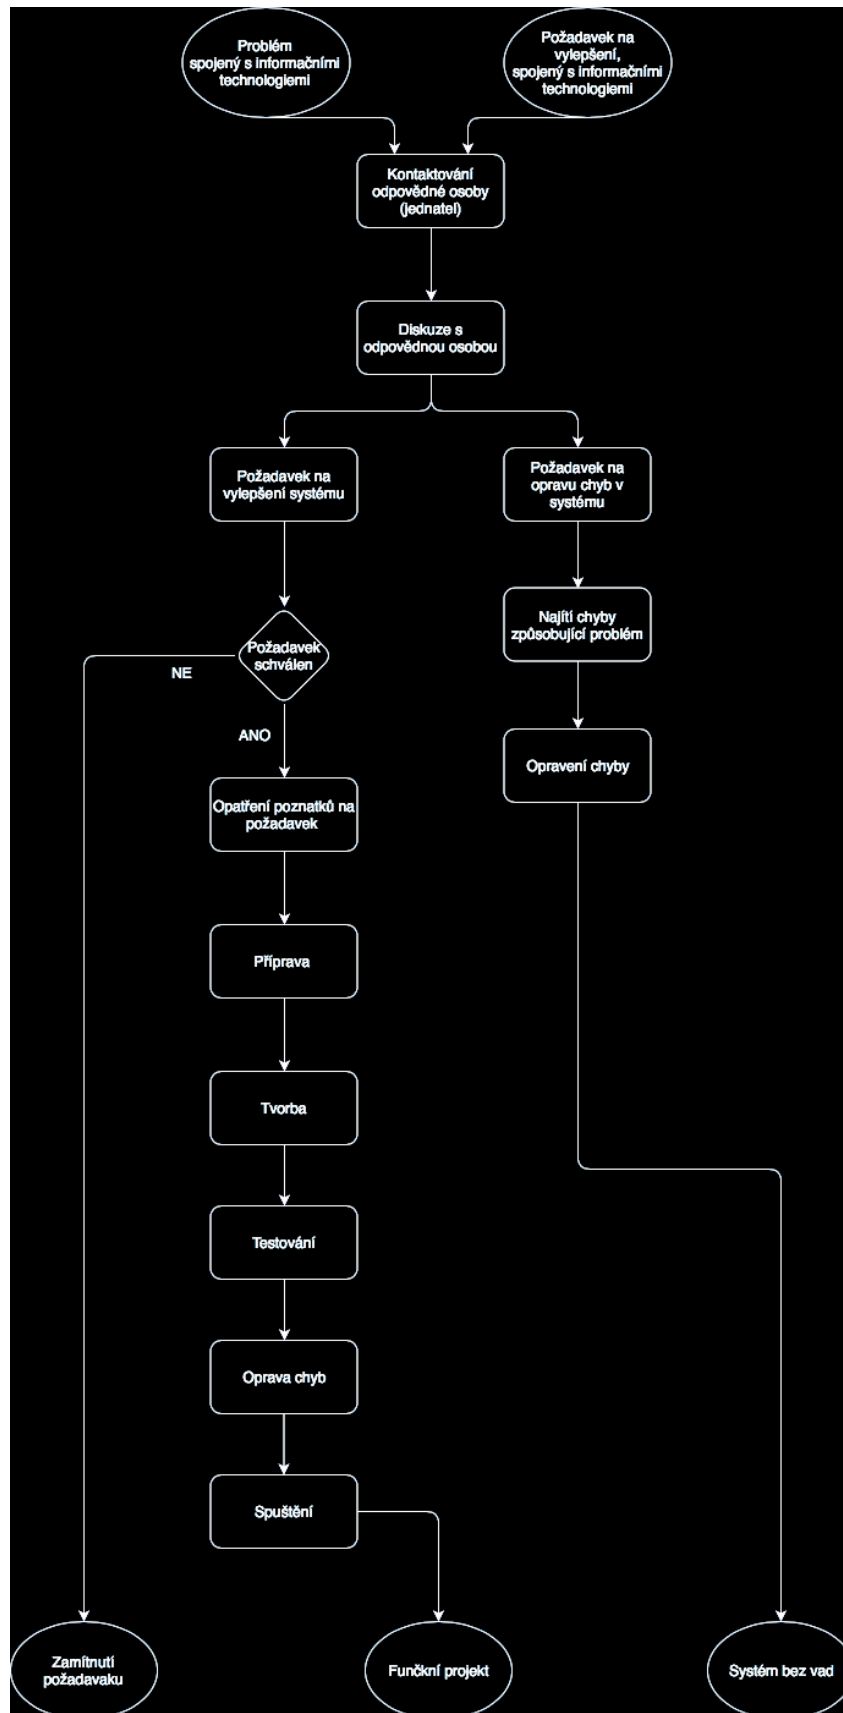 Problém
spojený s informačními
technologiemi
Požadavek na
vylepšení,
spojený s informačními
technologiemi
Kontaktování
odpovědné osoby
(jednatel)
Diskuze s
odpovědnou osobou
Požadavek na
vylepšení systému
Požadavek na
opravu chyb v
systému
Najítí chyby
způsobující problém
Požadavek
schválen
NE
ANO
Opravení chyby
Opatření poznatků na
požadavek
Příprava
Tvorba
Testování
Oprava chyb
Spuštění
Zamítnutí
požadavaku
Funčkní projekt
Systém bez vad